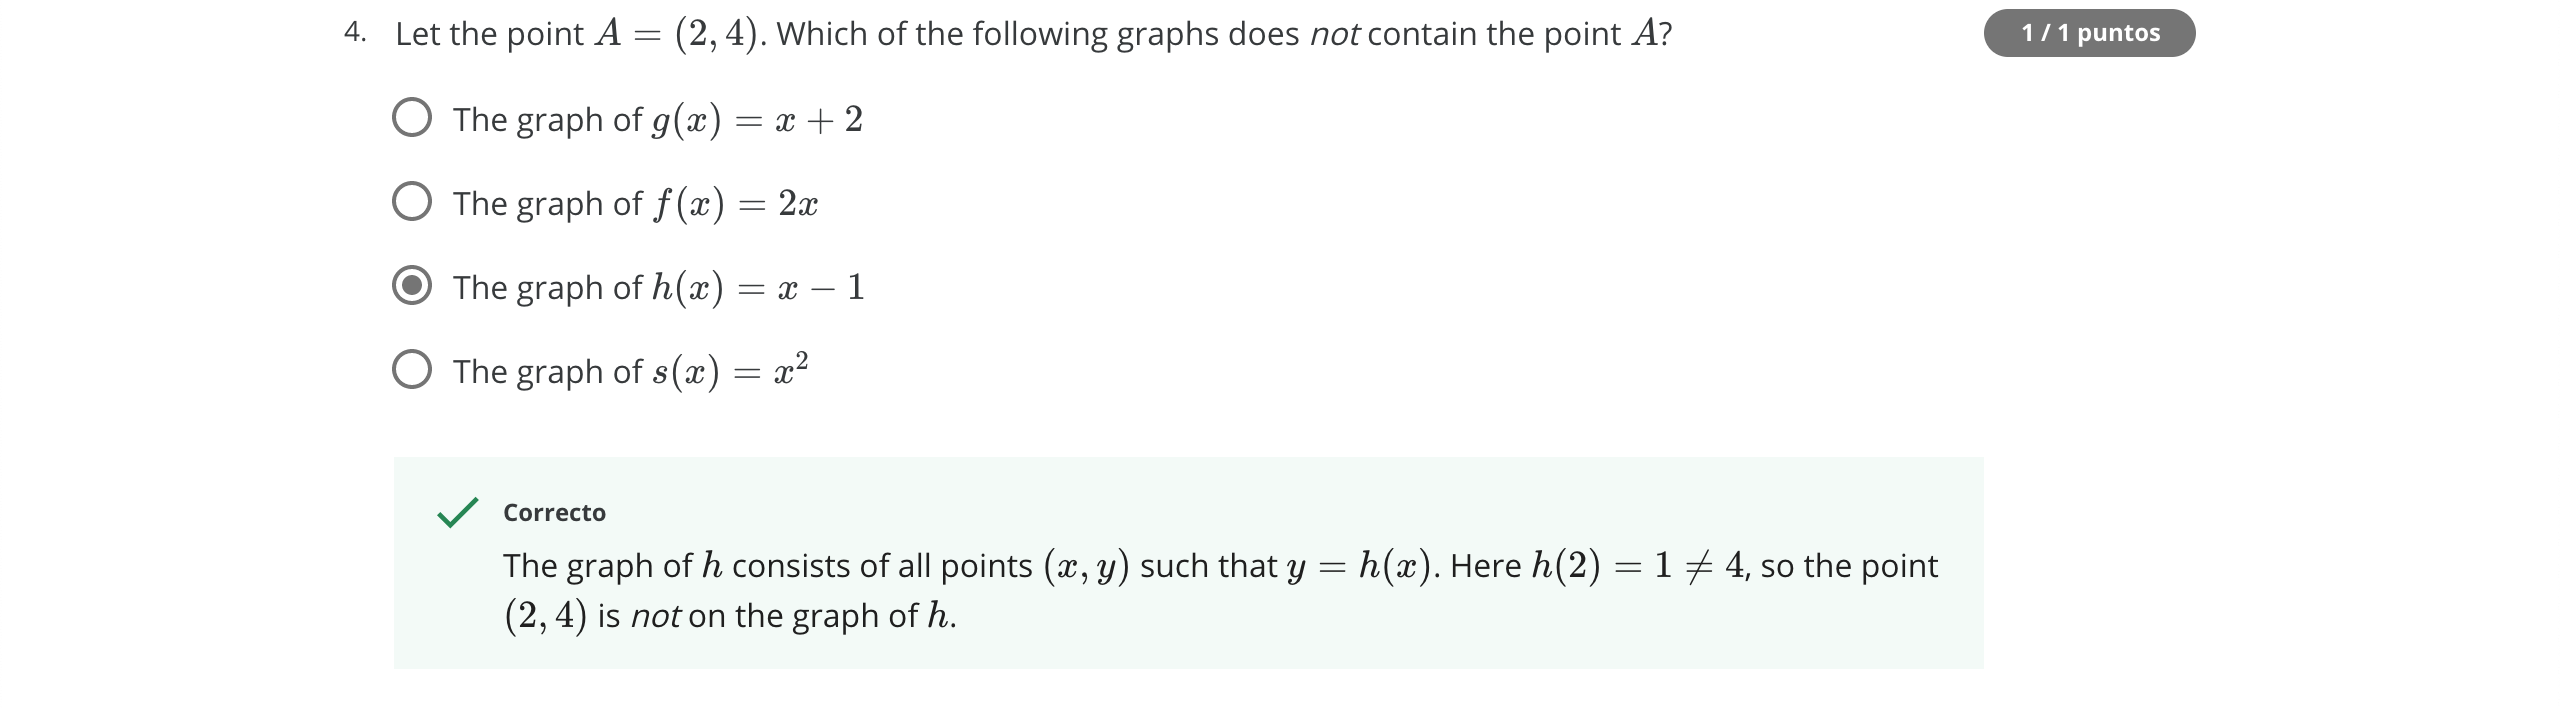 4. Let the point A = (2, 4). Which of the following graphs does not contain the point A?
1 / 1 puntos
The graph of g(x) = x + 2
The graph of f(x) = 2x
The graph of h(x) = x − 1
The graph of s(x) = x²
Correcto
The graph of h consists of all points (x, y) such that y = h(x). Here h(2) = 1 ≠ 4, so the point
(2, 4) is not on the graph of h.